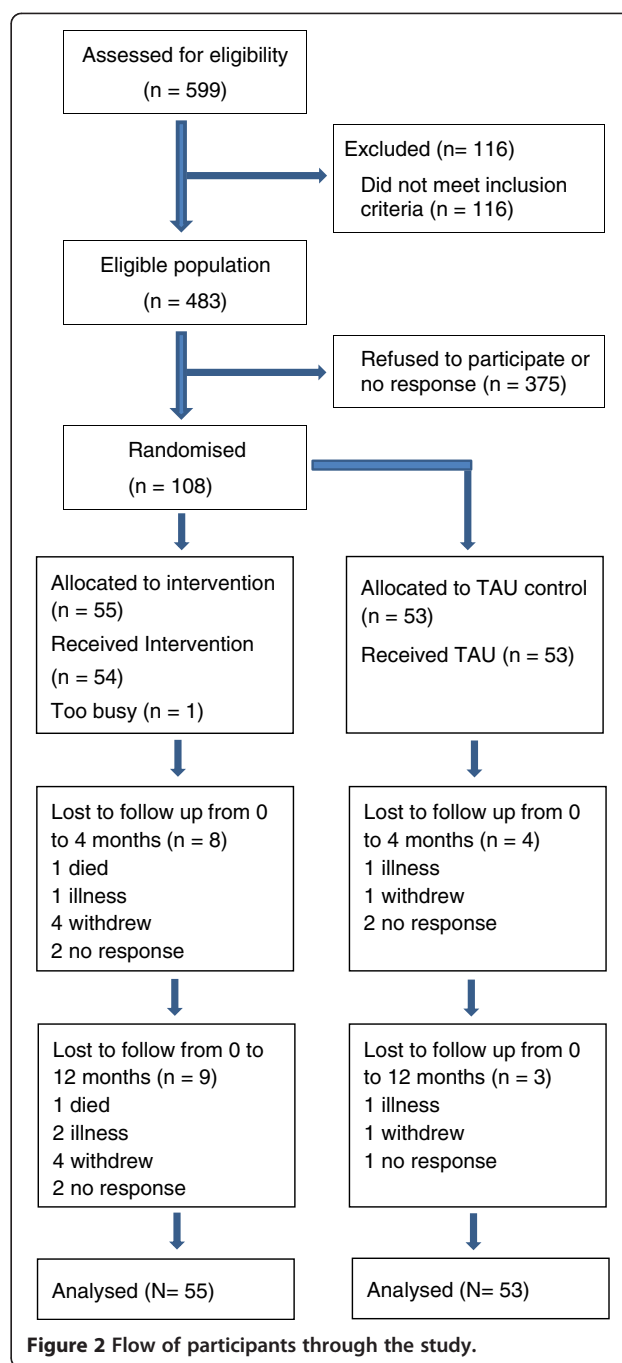 Assessed for eligibility
(n = 599)
Excluded (n= 116)
Did not meet inclusion
criteria (n = 116)
Eligible population
(n = 483)
Refused to participate or
no response (n = 375)
Randomised
(n = 108)
Allocated to intervention
(n = 55)
Received Intervention
(n = 54)
Too busy (n = 1)
Allocated to TAU control
(n = 53)
Received TAU (n = 53)
Lost to follow up from 0
to 4 months (n = 8)
1 died
1 illness
4 withdrew
2 no response
Lost to follow up from 0
to 4 months (n = 4)
1 illness
1 withdrew
2 no response
Lost to follow from 0 to
12 months (n = 9)
1 died
2 illness
4 withdrew
2 no response
Lost to follow up from 0
to 12 months (n = 3)
1 illness
1 withdrew
1 no response
Analysed (N= 55)
Analysed (N= 53)
Figure 2 Flow of participants through the study.